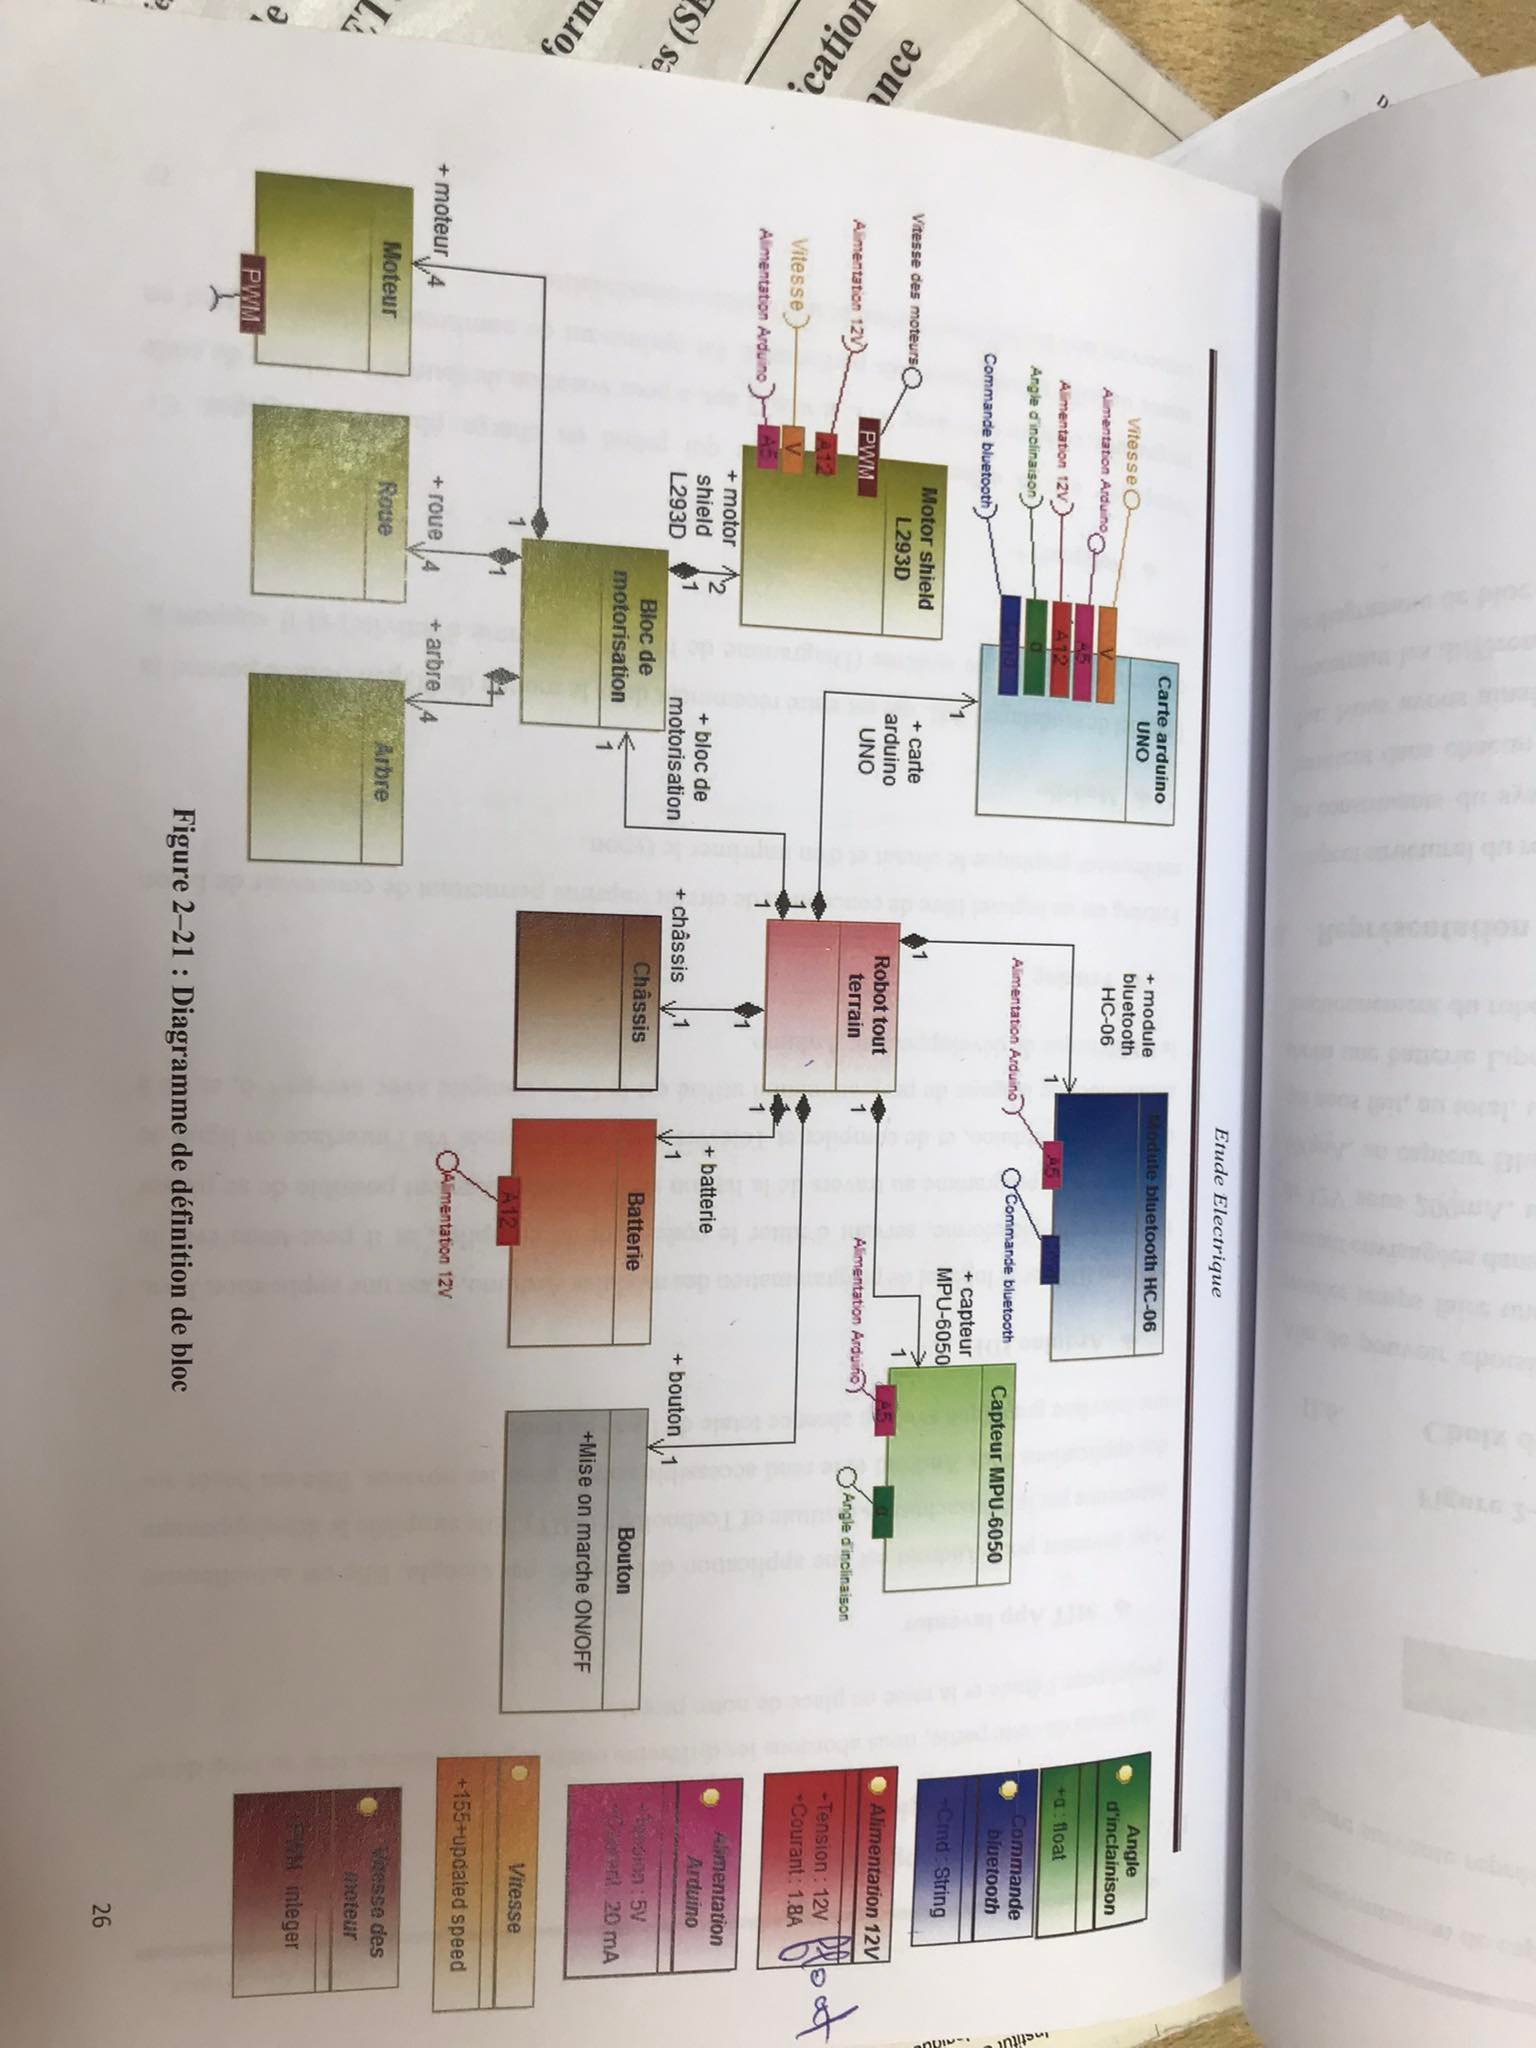 Etude Electrique
Carte arduino
UNO
Vitesse
V
Alimentation Arduino
A5
Alimentation 12V
A12
Angle d'inclinaison
α
Commande bluetooth
1
+ carte
arduino
UNO
+ module
bluetooth
HC-06
1
Module bluetooth HC-06
A5
Alimentation Arduino
Commande bluetooth
Capteur MPU-6050
+ capteur
MPU-6050
1
A5
α
Alimentation Arduino
Angle d'inclinaison
Motor shield
L293D
Vitesse des moteurs
PWM
Alimentation 12V
A12
Vitesse
V
Alimentation Arduino
A5
+ motor
shield
L293D
2
1
Robot tout
terrain
1
1
1
1
1
1
1
+ bloc de
motorisation
1
+ châssis
1
+ batterie
1
+ bouton
1
Bloc de
motorisation
Châssis
Batterie
A12
Alimentation 12V
Bouton
+Mise on marche ON/OFF
1
1
1
+ moteur
4
+ roue
4
+ arbre
4
Moteur
PWM
Roue
Arbre
Angle
d'inclainison
+α : float
Commande
bluetooth
+Cmd : String
Alimentation 12V
+Tension : 12V
+Courant : 1.8A
float
Alimentation
Arduino
+Tension : 5V
+Courant : 20 mA
Vitesse
+155+updated speed
Vitesse des
moteur
+PWM : integer
Figure 2–21 : Diagramme de définition de bloc
26